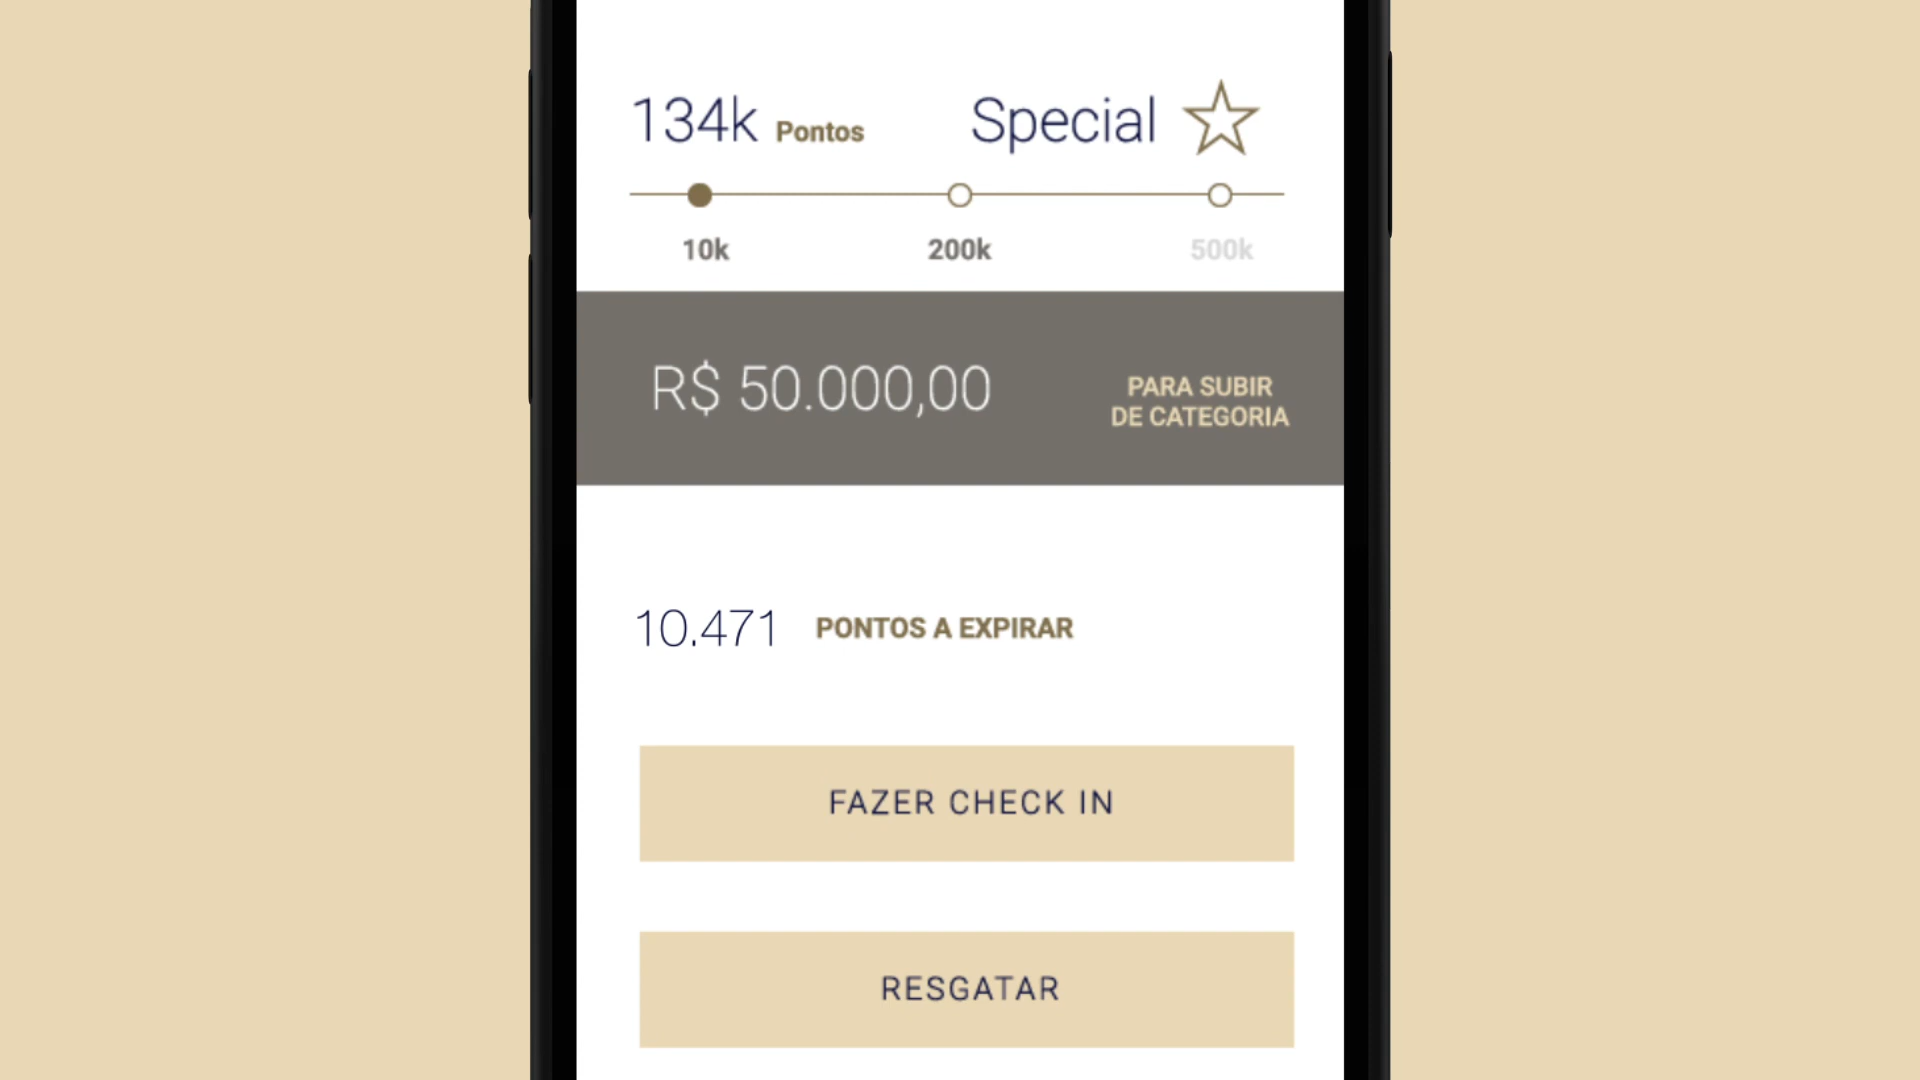 134k Pontos Special
10k 200k 500k
R$ 50.000,00
PARA SUBIR
DE CATEGORIA
10.471 PONTOS A EXPIRAR
FAZER CHECK IN
RESGATAR